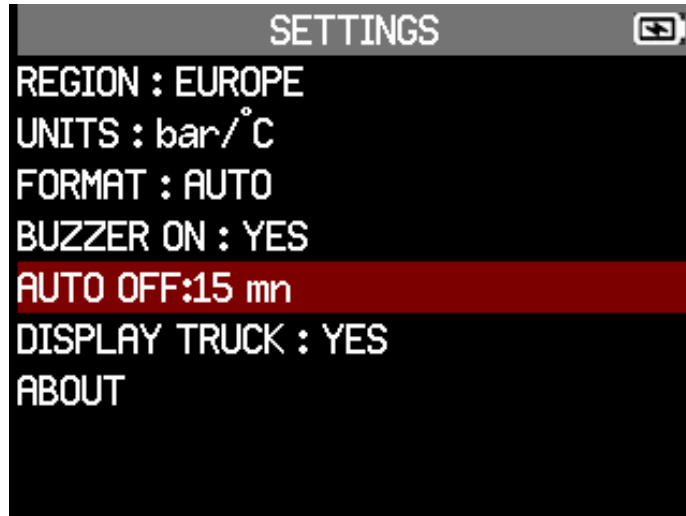 SETTINGS
REGION : EUROPE
UNITS : bar/°C
FORMAT : AUTO
BUZZER ON : YES
AUTO OFF:15 mn
DISPLAY TRUCK : YES
ABOUT